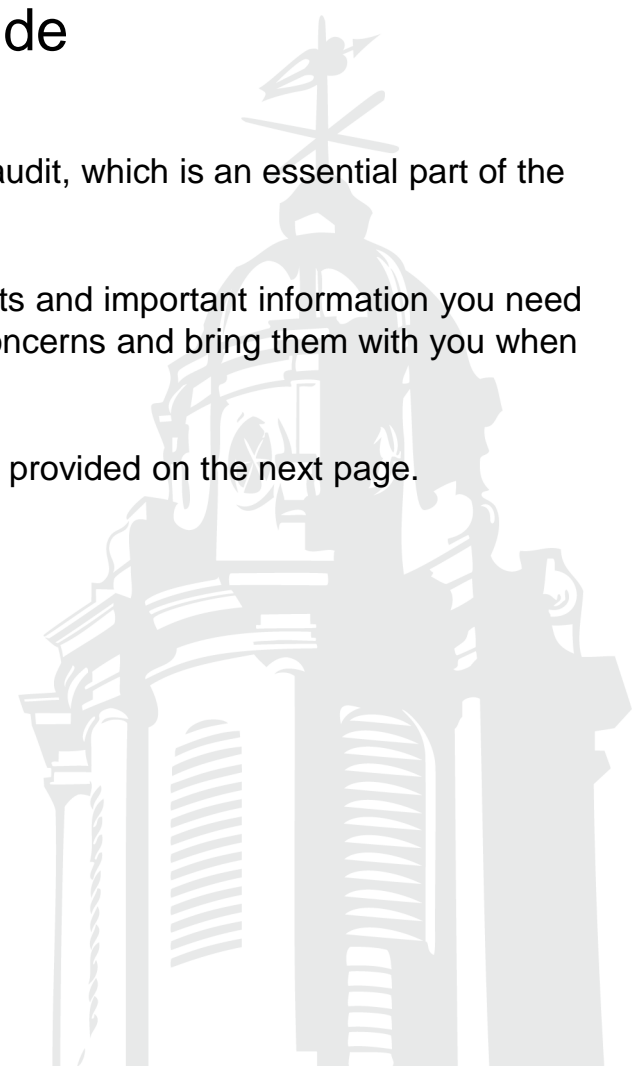 de
audit, which is an essential part of the
ts and important information you need
oncerns and bring them with you when
provided on the next page.